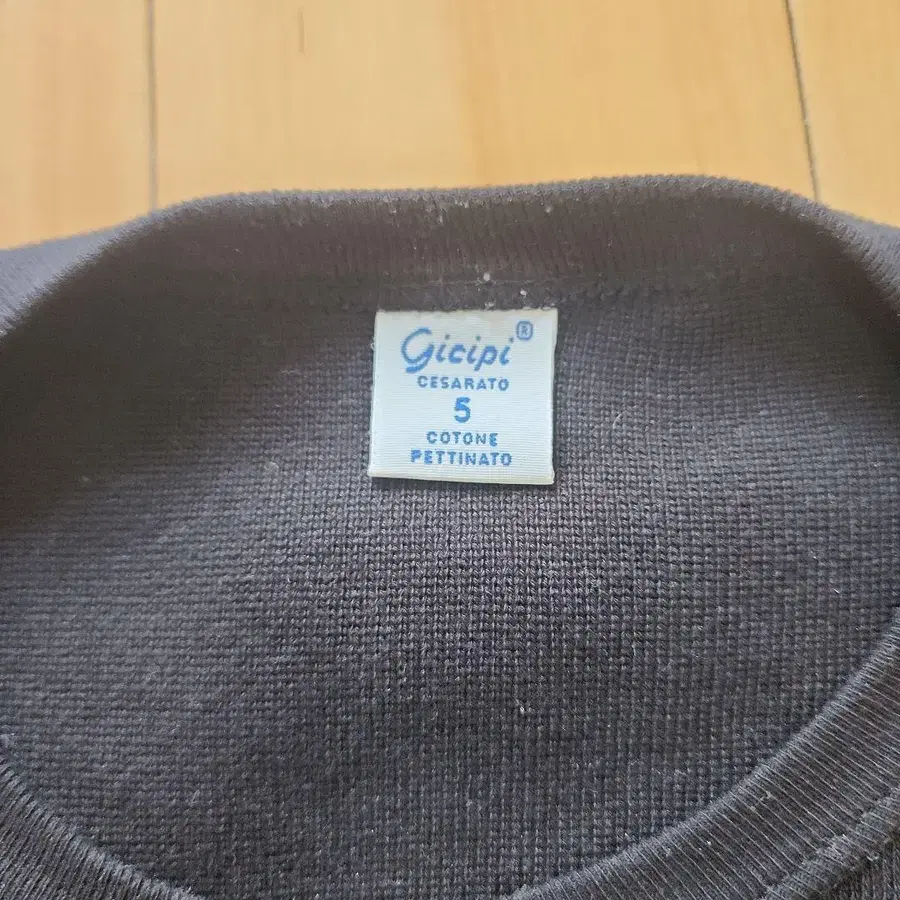 Gicipi®
CESARATO
5
COTONE
PETTINATO